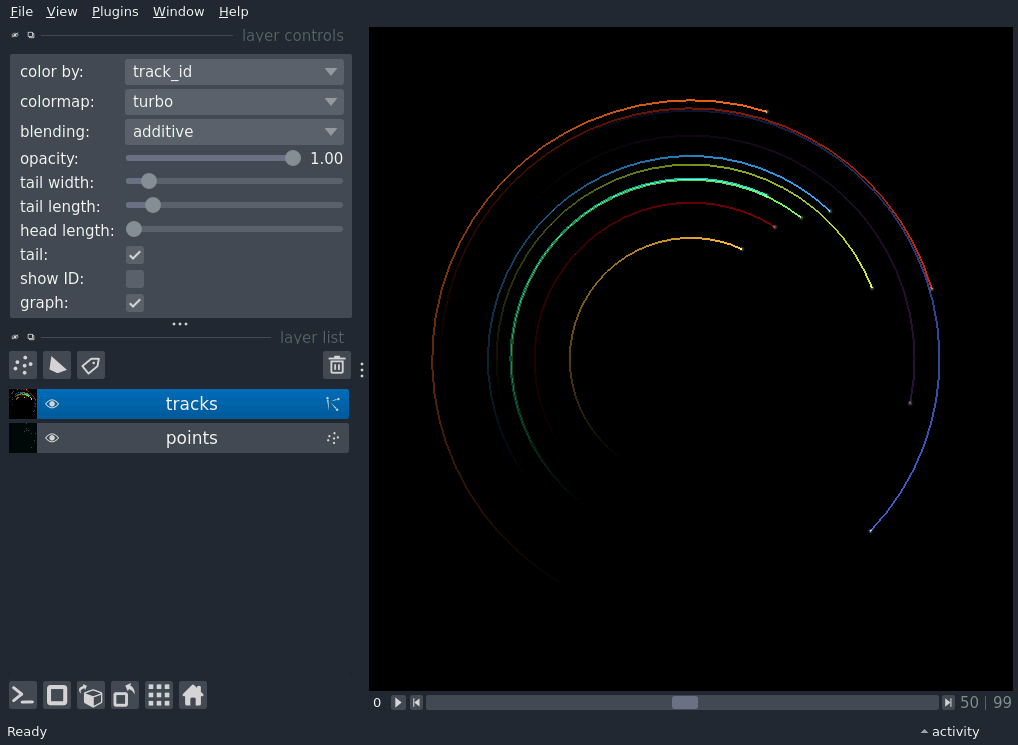 File View Plugins Window Help
layer controls
color by: track_id
colormap: turbo
blending: additive
opacity: 1.00
tail width:
tail length:
head length:
tail:
show ID:
graph:
layer list
tracks
points
0 50 | 99
Ready activity